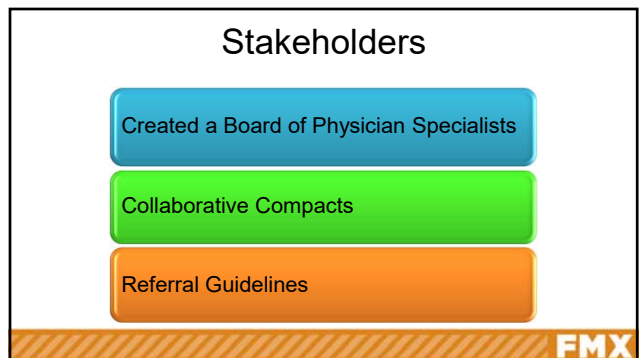 Stakeholders
Created a Board of Physician Specialists
Collaborative Compacts
Referral Guidelines
FMX